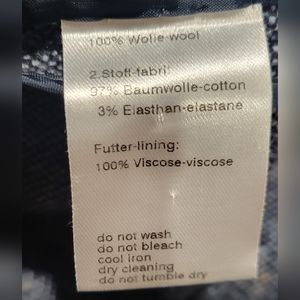 100% Wolle-wool
2.Stoff-fabric
97% Baumwolle-cotton
3% Elasthan-elastane
Futter-lining:
100% Viscose-viscose
do not wash
do not bleach
cool iron
dry cleaning
do not tumble dry